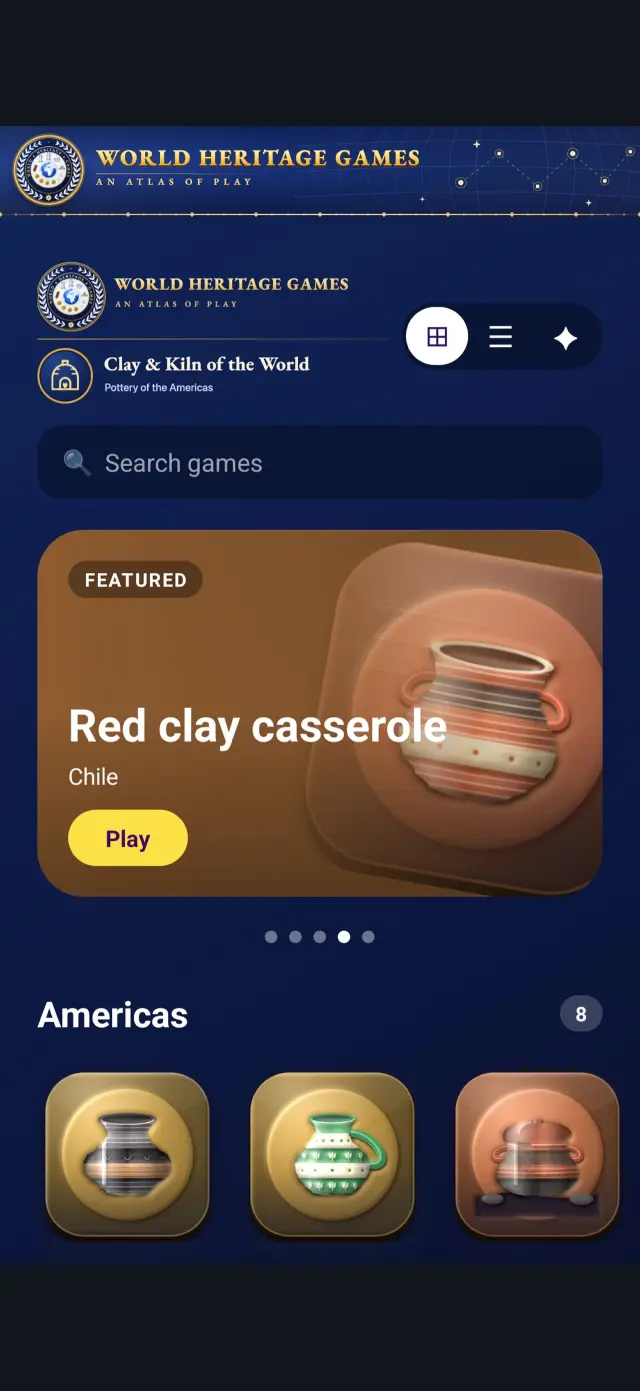 WORLD HERITAGE GAMES
AN ATLAS OF PLAY
WORLD HERITAGE GAMES
AN ATLAS OF PLAY
Clay & Kiln of the World
Pottery of the Americas
Search games
FEATURED
Red clay casserole
Chile
Play
Americas
8